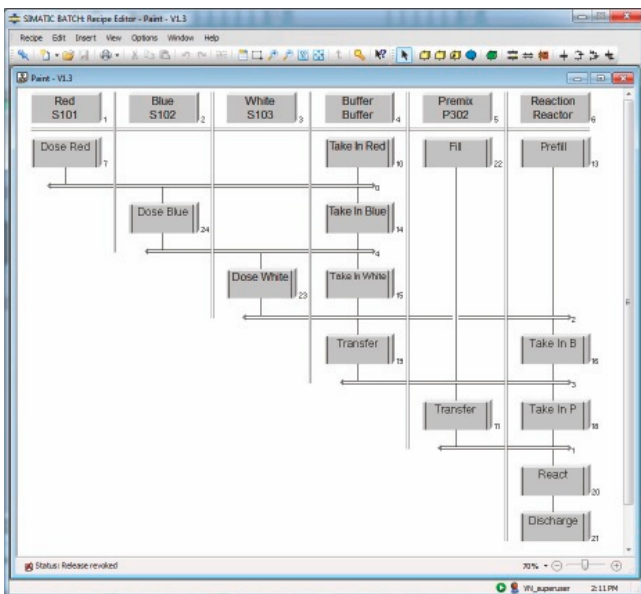 SIMATIC BATCH: Recipe Editor - Paint - V1.3
Recipe Edit Insert View Options Window Help
Paint - V1.3
Red Blue White Buffer Premix Reaction
S101 S102 S103 Buffer P302 Reactor
1 2 3 4 5 6
Dose Red Take In Red Fill Prefill
7 10 22 13
Dose Blue Take In Blue
24 14
4
Dose White Take In White
23 15
2
Transfer Take In B
19 16
3
Transfer Take In P
11 18
1
React
20
Discharge
21
Status: Release revoked 70%
VN_superuser 2:11 PM